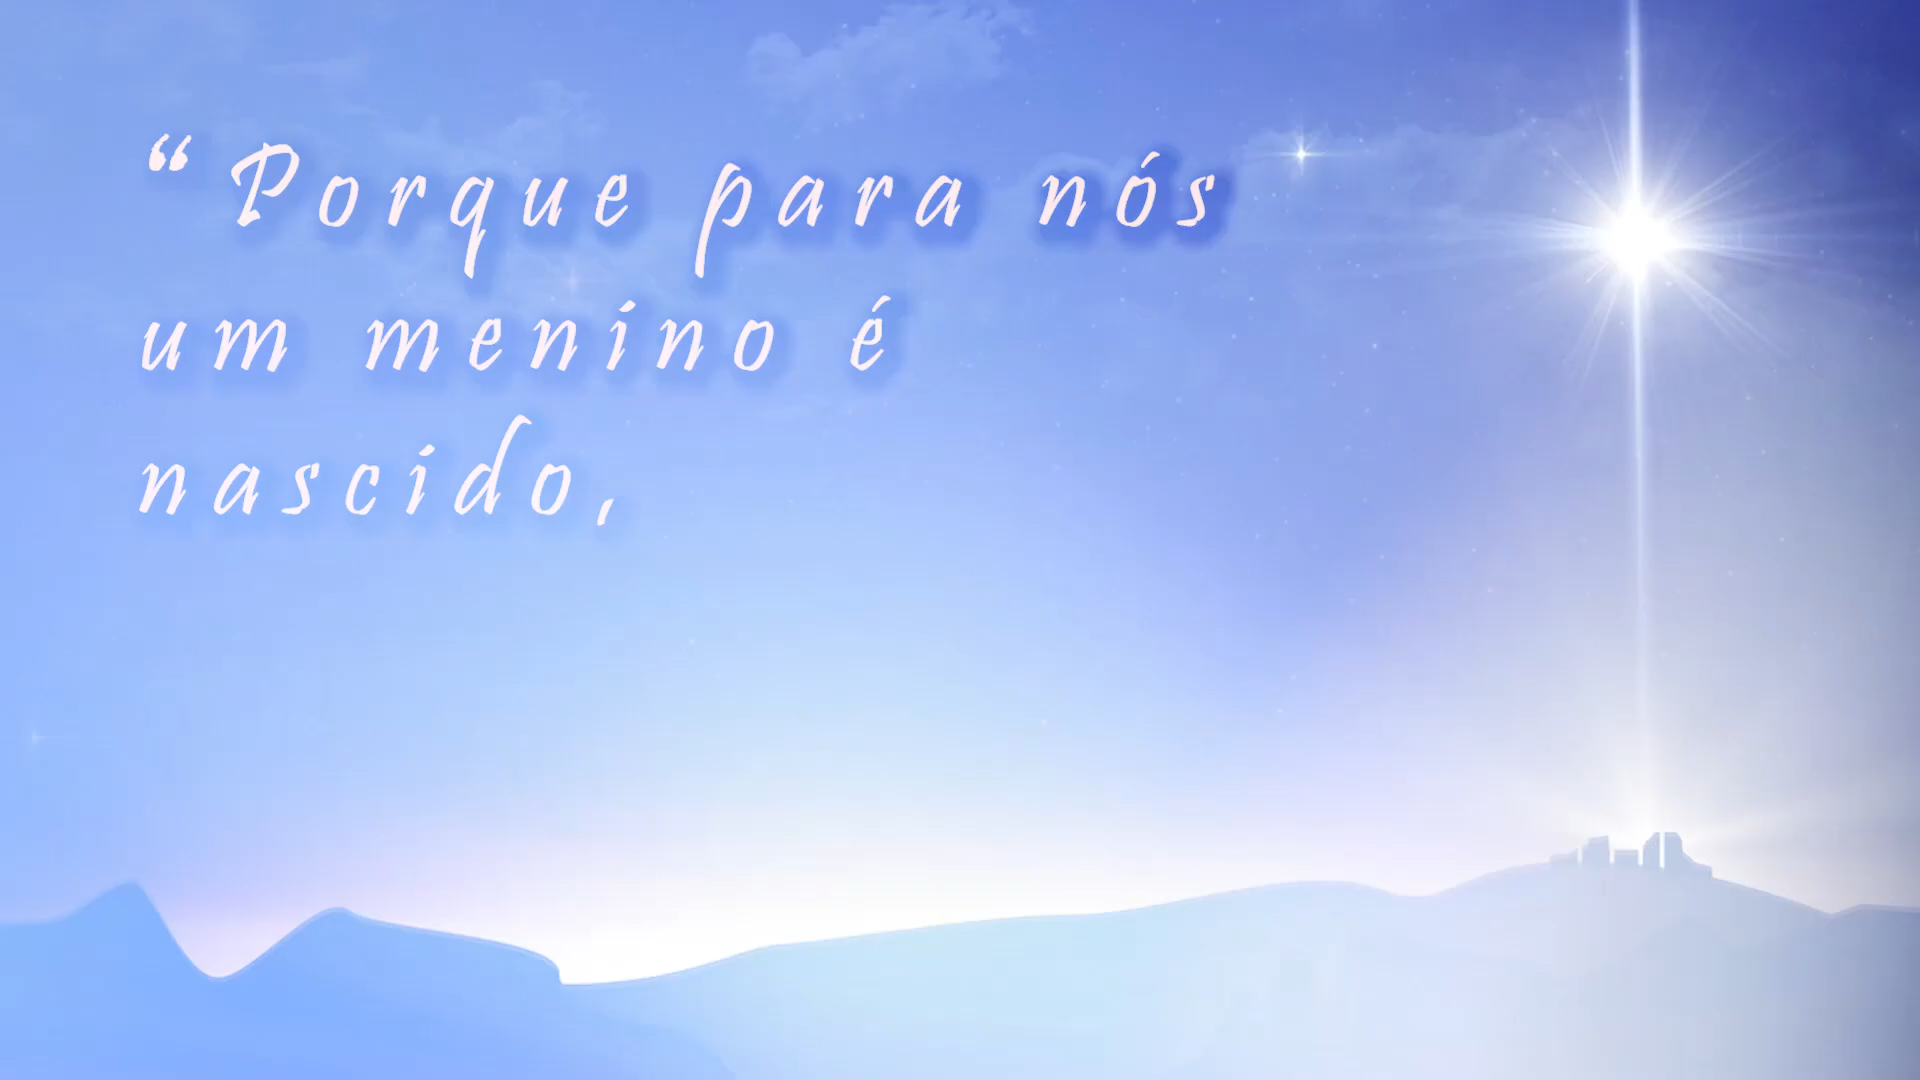 “Porque para nós
um menino é
nascido,